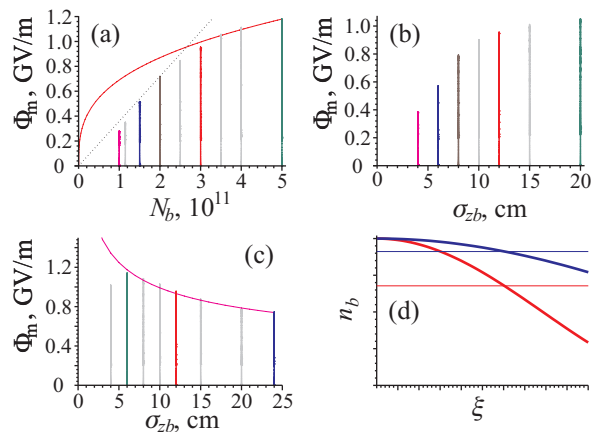 (a)
Φm, GV/m
1.2
1.0
0.8
0.6
0.4
0.2
0
0 1 2 3 4 5
Nb, 10^11
(b)
Φm, GV/m
1.0
0.8
0.6
0.4
0.2
0
0 5 10 15 20
σzb, cm
(c)
Φm, GV/m
1.2
0.8
0.4
0
0 5 10 15 20 25
σzb, cm
(d)
nb
ξ